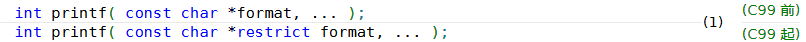 int printf( const char *format, ... );
(C99 前)
(1)
int printf( const char *restrict format, ... );
(C99 起)